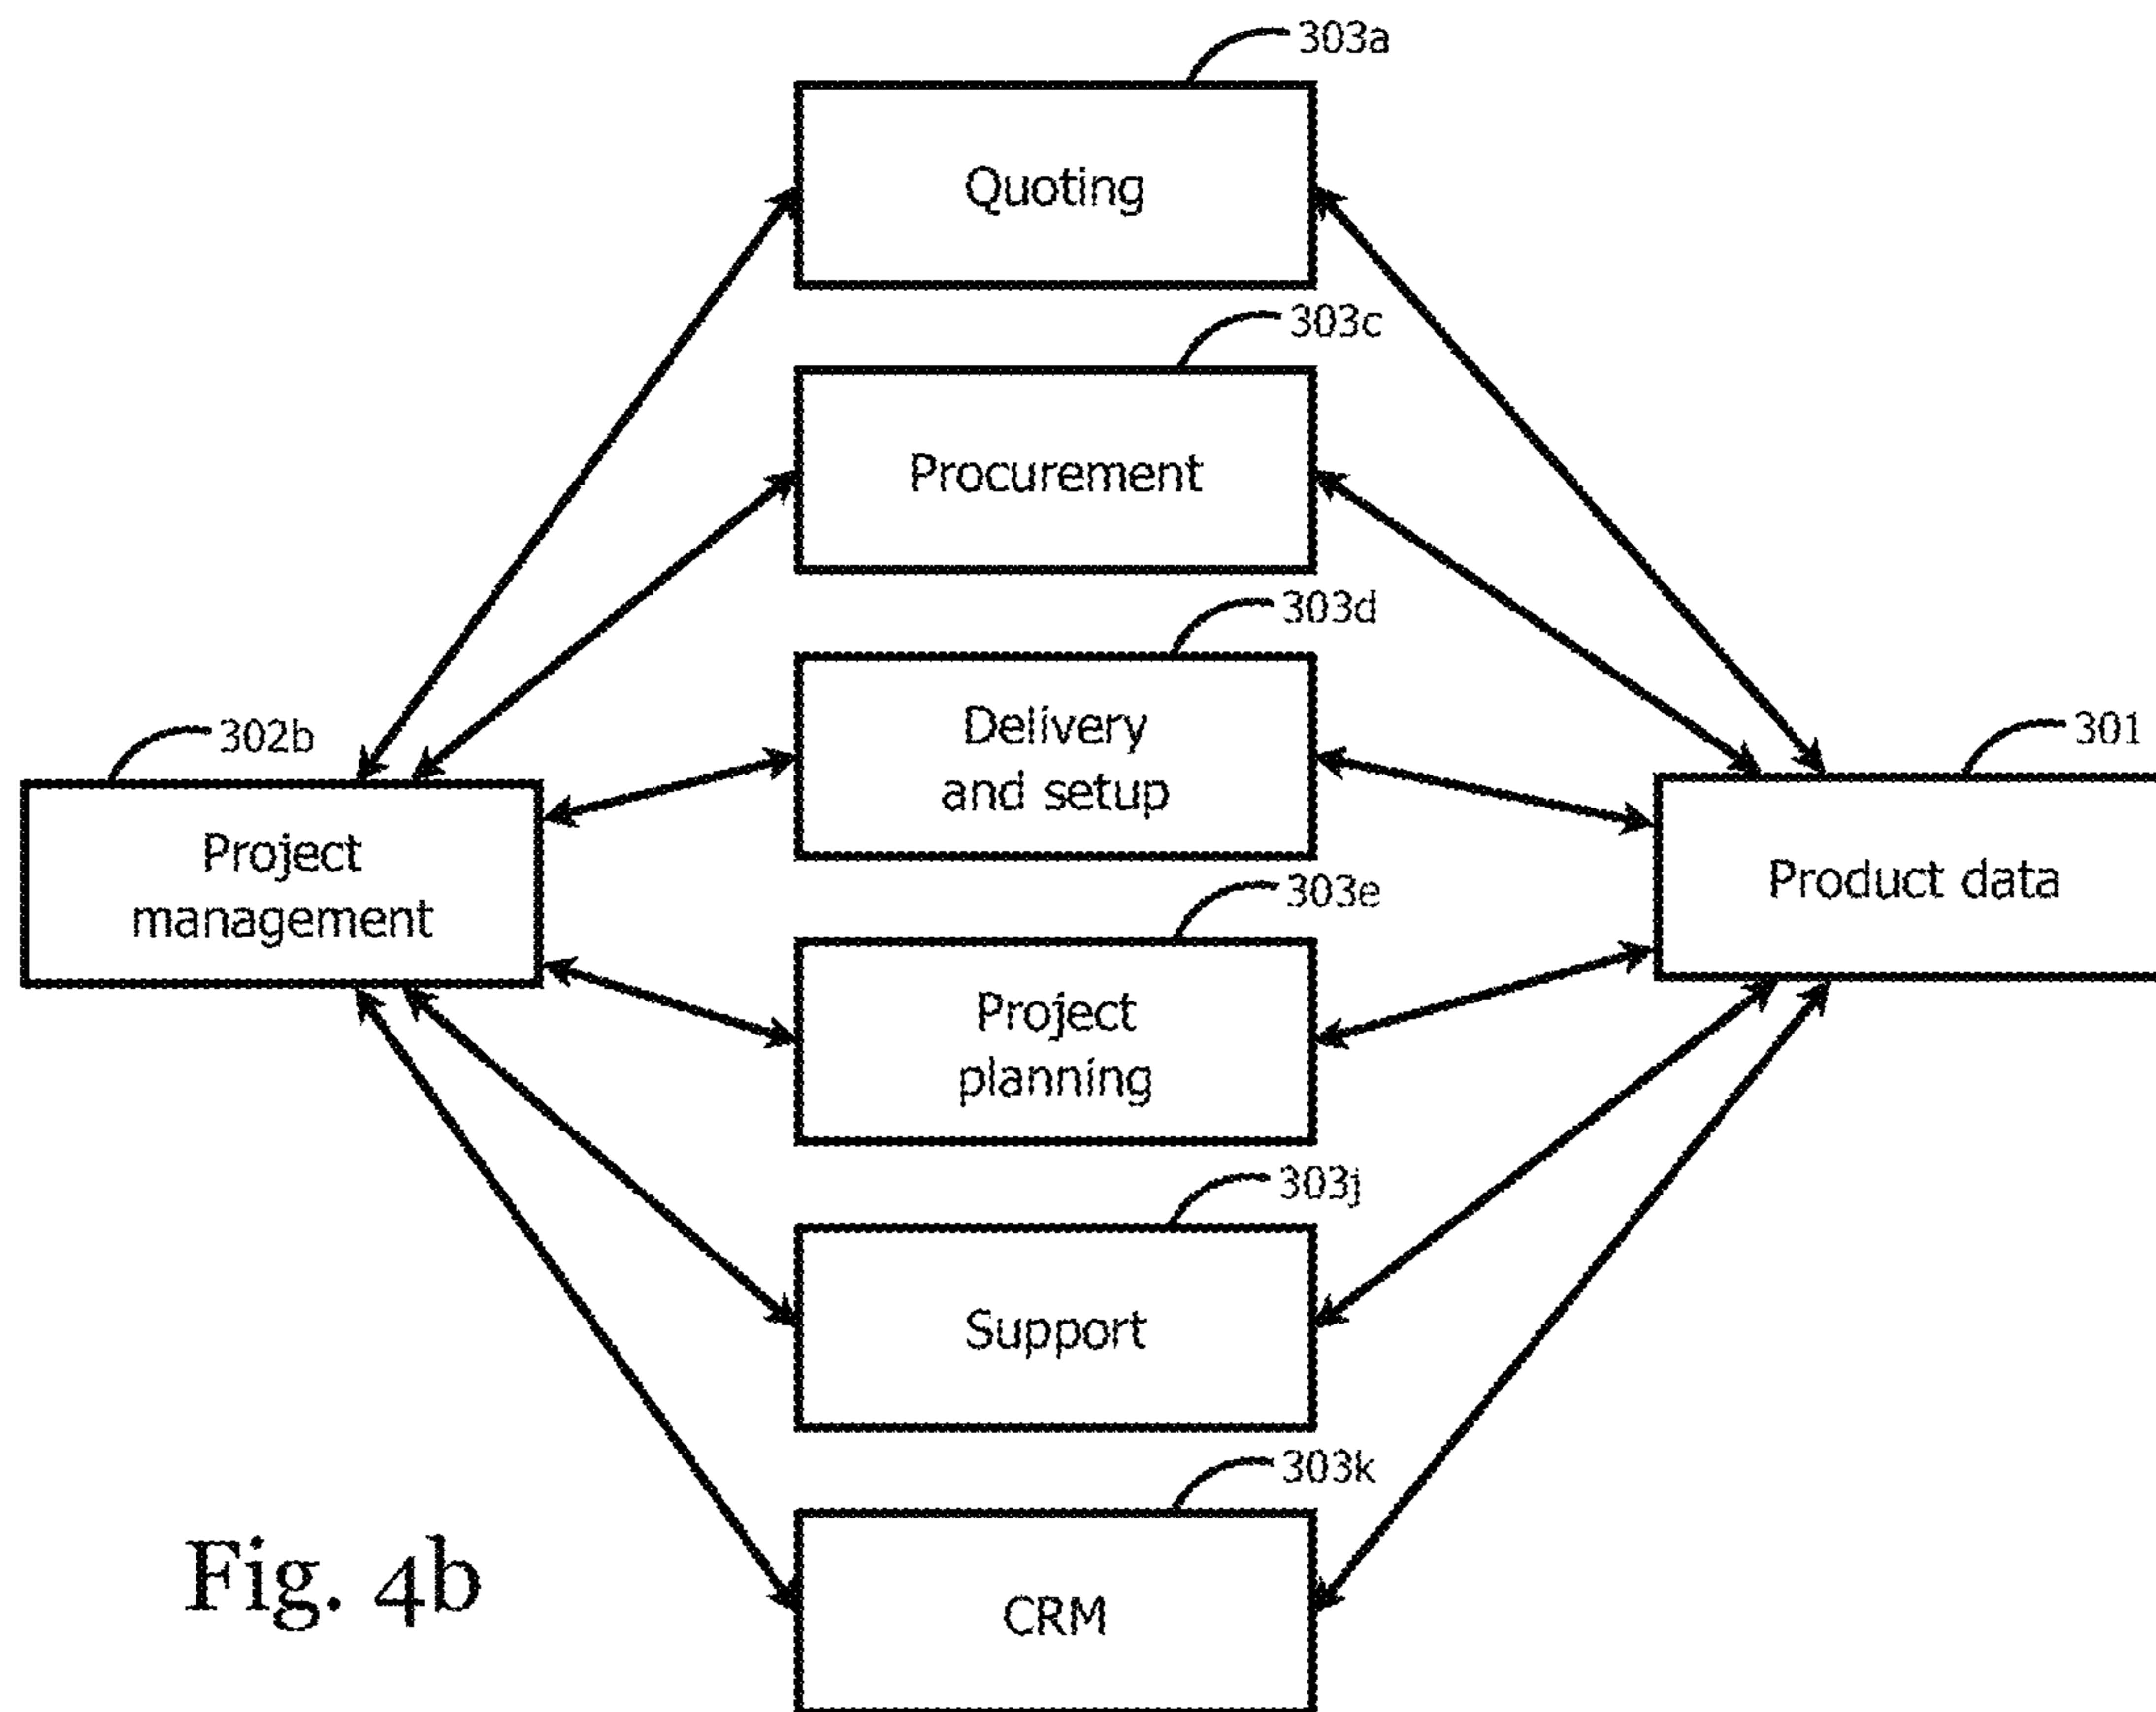 303a
Quoting
303c
Procurement
303d
Delivery
and setup
302b
Project
management
301
Product data
303e
Project
planning
303j
Support
303k
CRM
Fig. 4b